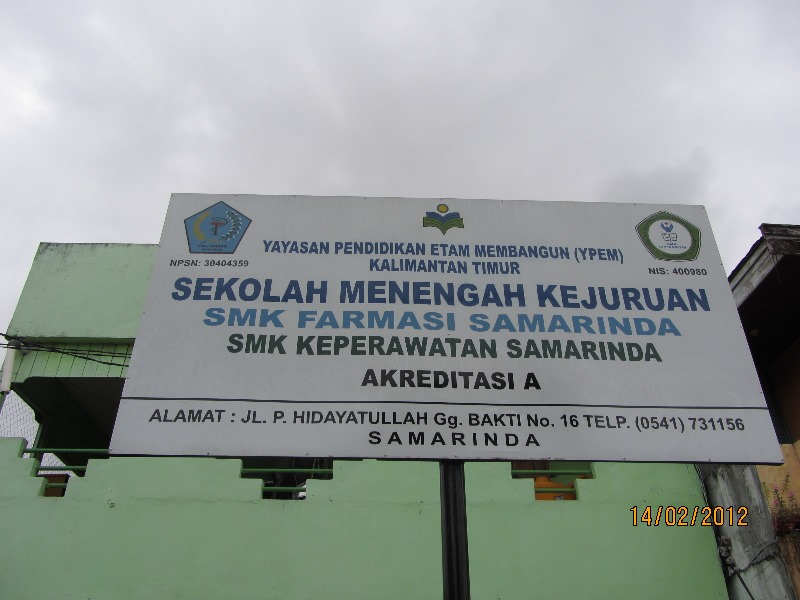 YAYASAN PENDIDIKAN ETAM MEMBANGUN (YPEM)
KALIMANTAN TIMUR
NPSN: 30404359
NIS: 400980
SEKOLAH MENENGAH KEJURUAN
SMK FARMASI SAMARINDA
SMK KEPERAWATAN SAMARINDA
AKREDITASI A
ALAMAT : JL. P. HIDAYATULLAH Gg. BAKTI No. 16 TELP. (0541) 731156
SAMARINDA
14/02/2012